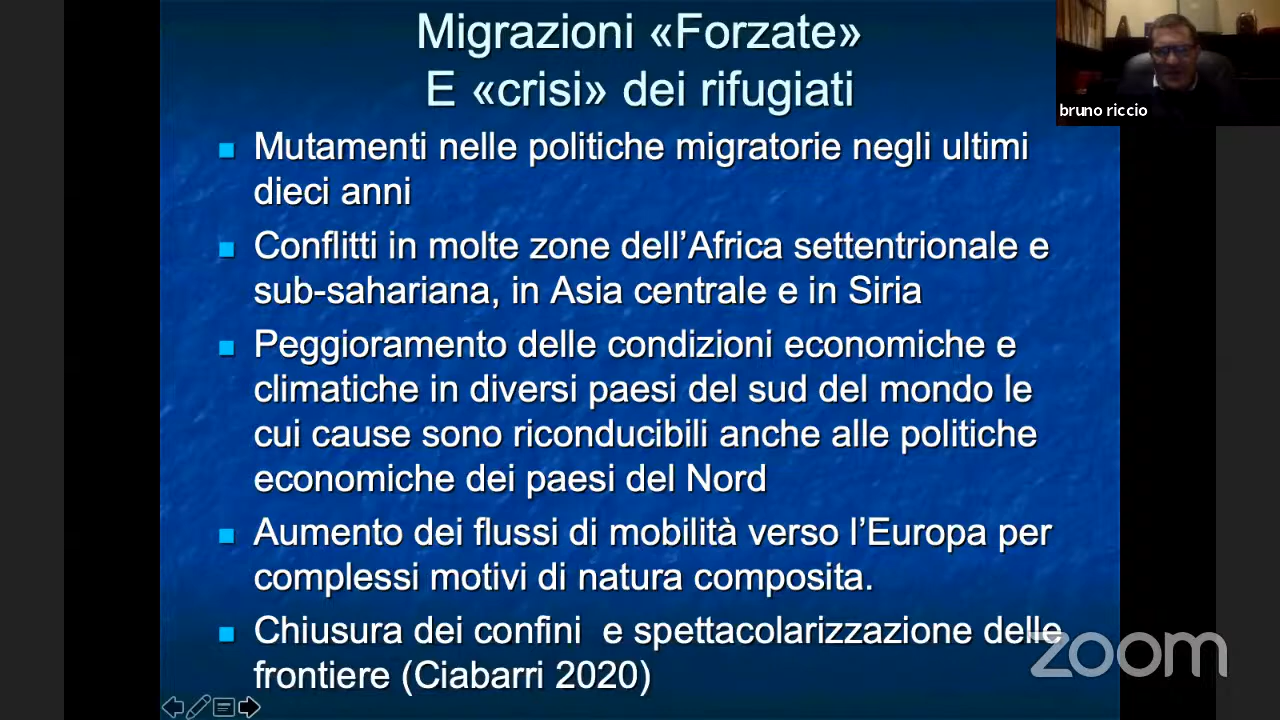 Migrazioni «Forzate»
E «crisi» dei rifugiati
bruno riccio
Mutamenti nelle politiche migratorie negli ultimi
dieci anni
Conflitti in molte zone dell’Africa settentrionale e
sub-sahariana, in Asia centrale e in Siria
Peggioramento delle condizioni economiche e
climatiche in diversi paesi del sud del mondo le
cui cause sono riconducibili anche alle politiche
economiche dei paesi del Nord
Aumento dei flussi di mobilità verso l’Europa per
complessi motivi di natura composita.
Chiusura dei confini  e spettacolarizzazione delle
frontiere (Ciabarri 2020)
zoom